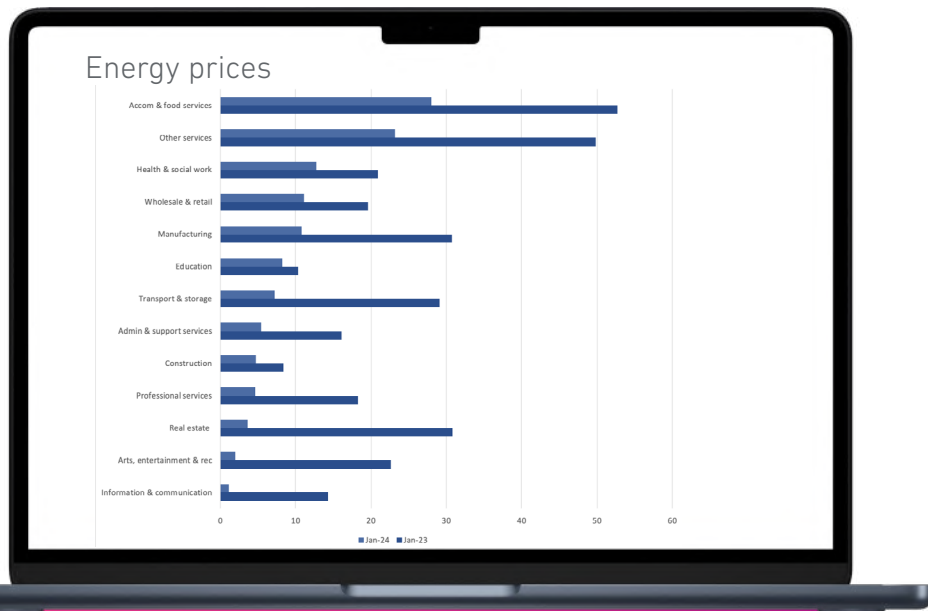 Energy prices
Accom & food services
Other services
Health & social work
Wholesale & retail
Manufacturing
Education
Transport & storage
Admin & support services
Construction
Professional services
Real estate
Arts, entertainment & rec
Information & communication
0 10 20 30 40 50 60
Jan-24 Jan-23